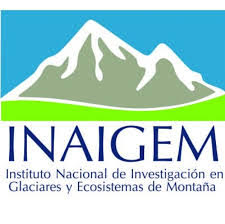 INAIGEM
Instituto Nacional de Investigación en
Glaciares y Ecosistemas de Montaña